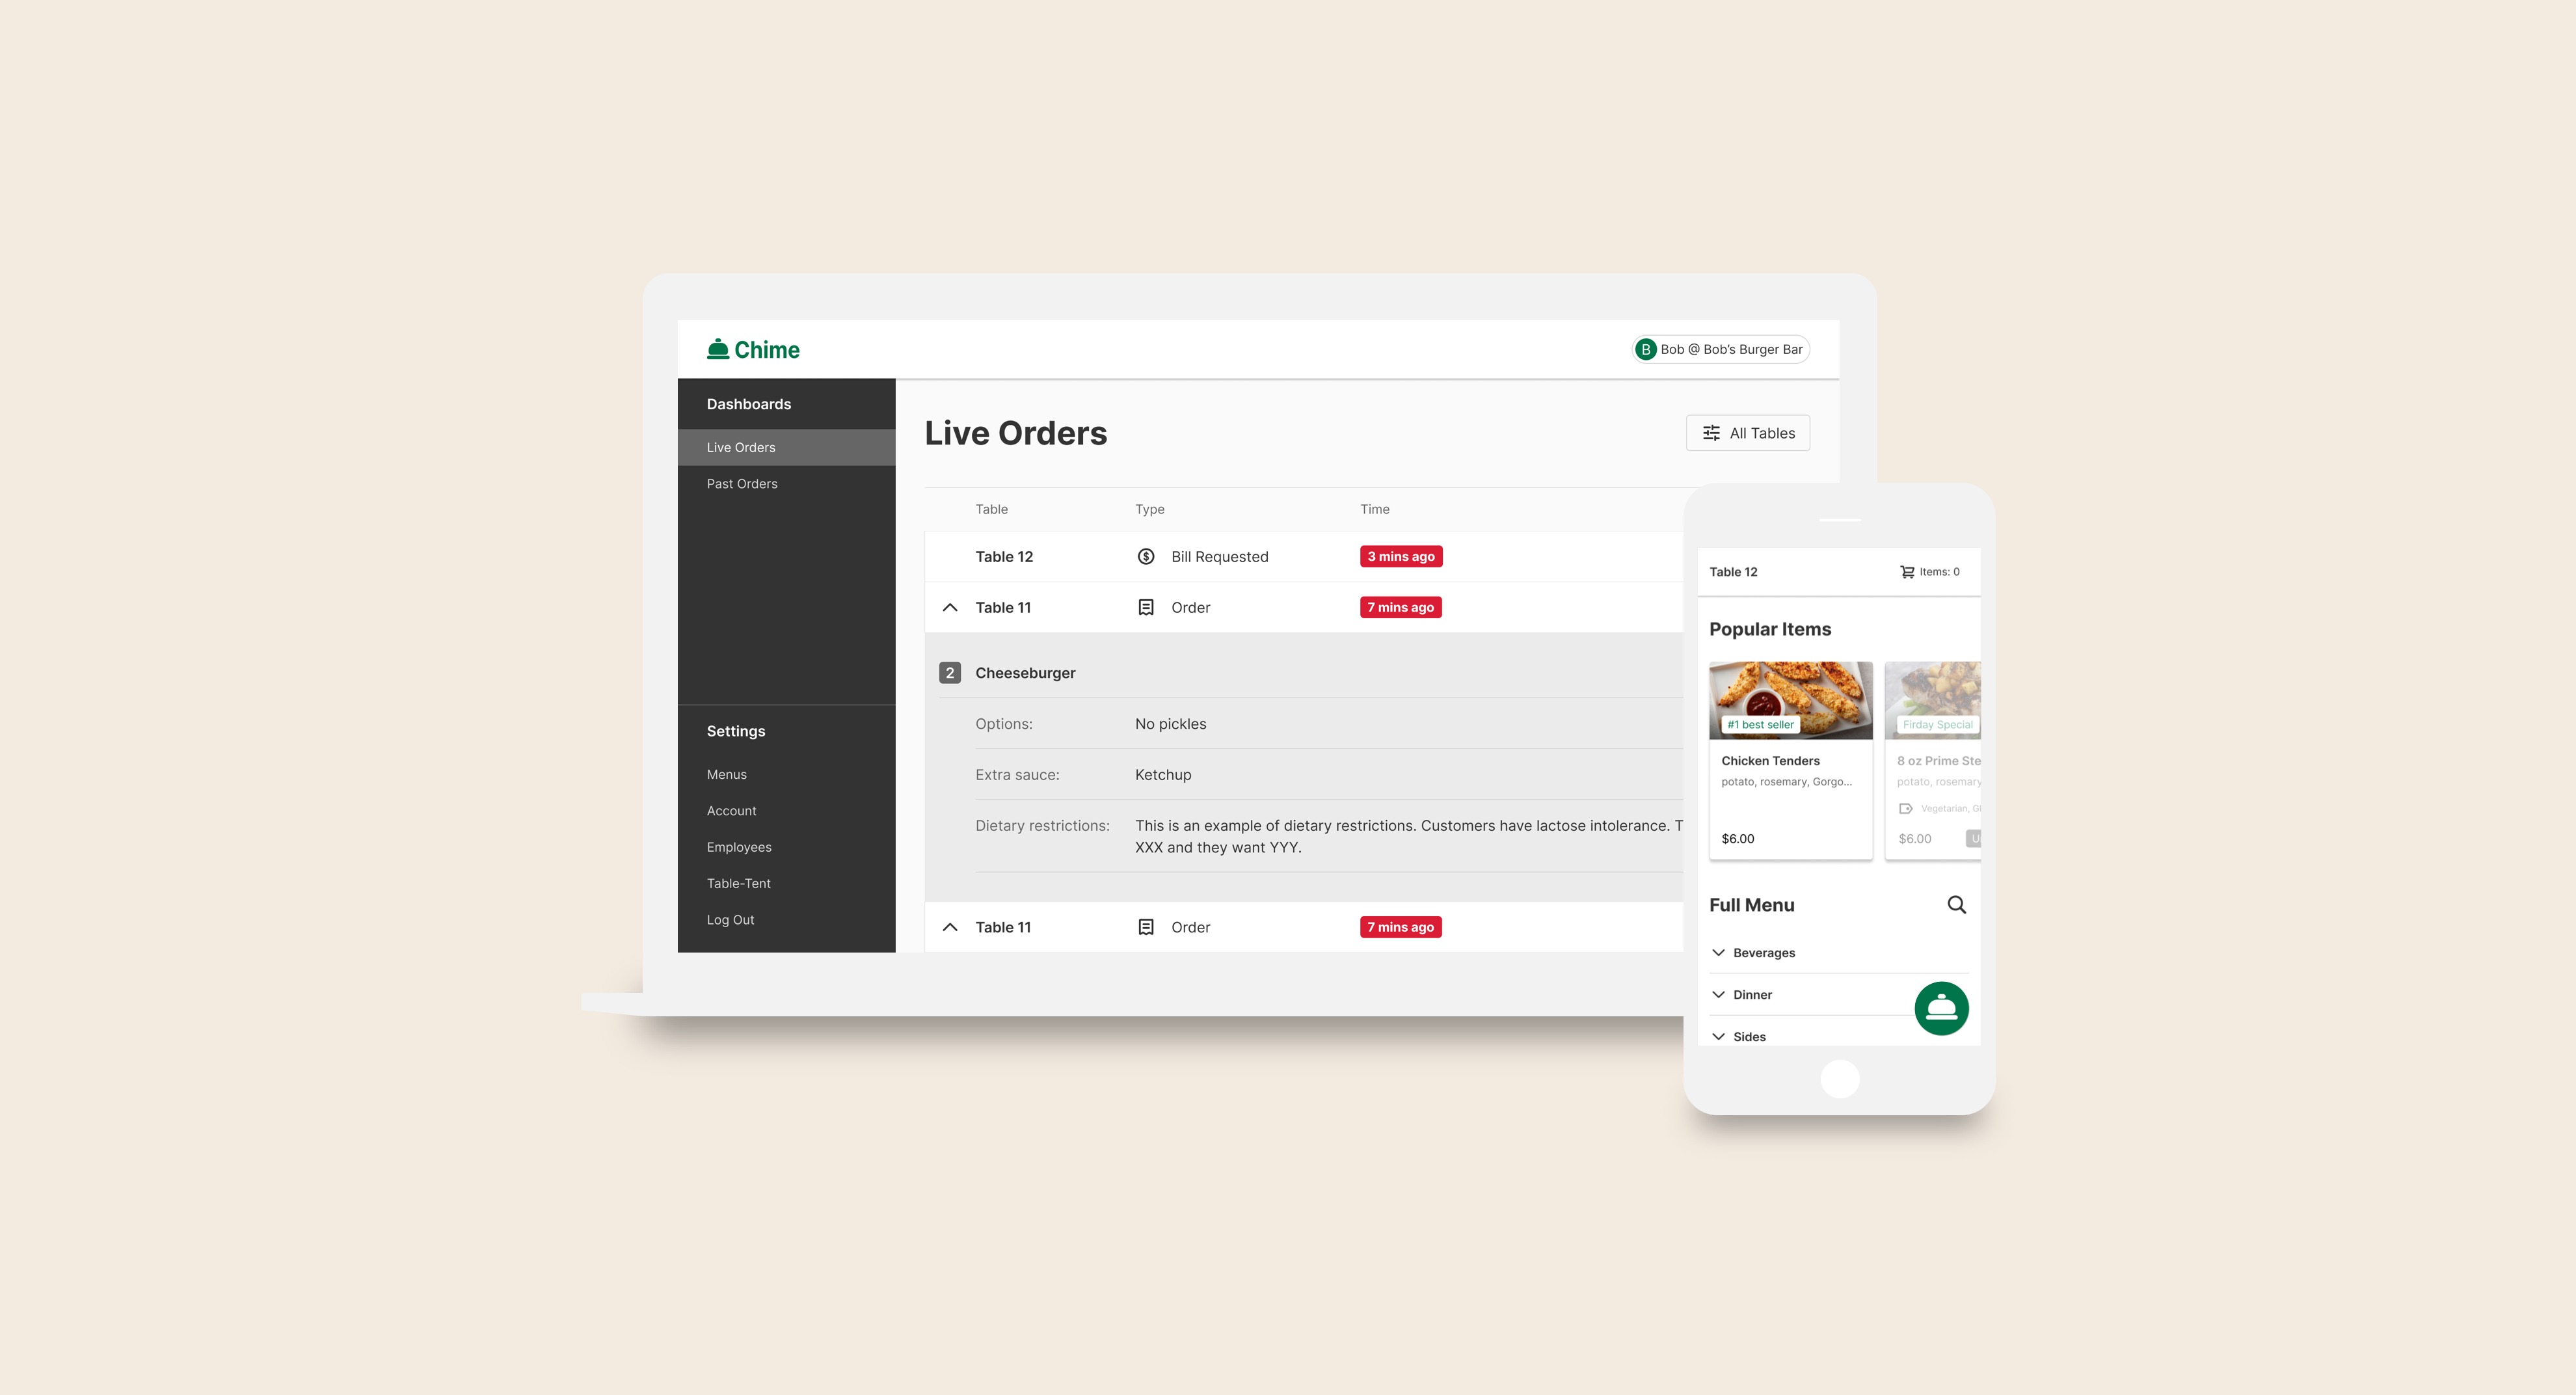 Chime
B Bob @ Bob's Burger Bar
Dashboards
Live Orders
Past Orders
Settings
Menus
Account
Employees
Table-Tent
Log Out
Live Orders
All Tables
Table Type Time
Table 12 Bill Requested 3 mins ago
Table 11 Order 7 mins ago
2 Cheeseburger
Options: No pickles
Extra sauce: Ketchup
Dietary restrictions: This is an example of dietary restrictions. Customers have lactose intolerance. T
XXX and they want YYY.
Table 11 Order 7 mins ago
Table 12 Items: 0
Popular Items
#1 best seller
Chicken Tenders
potato, rosemary, Gorgo...
$6.00
Firday Special
8 oz Prime Ste
potato, rosemary
Vegetarian, Gl
$6.00 U
Full Menu
Beverages
Dinner
Sides